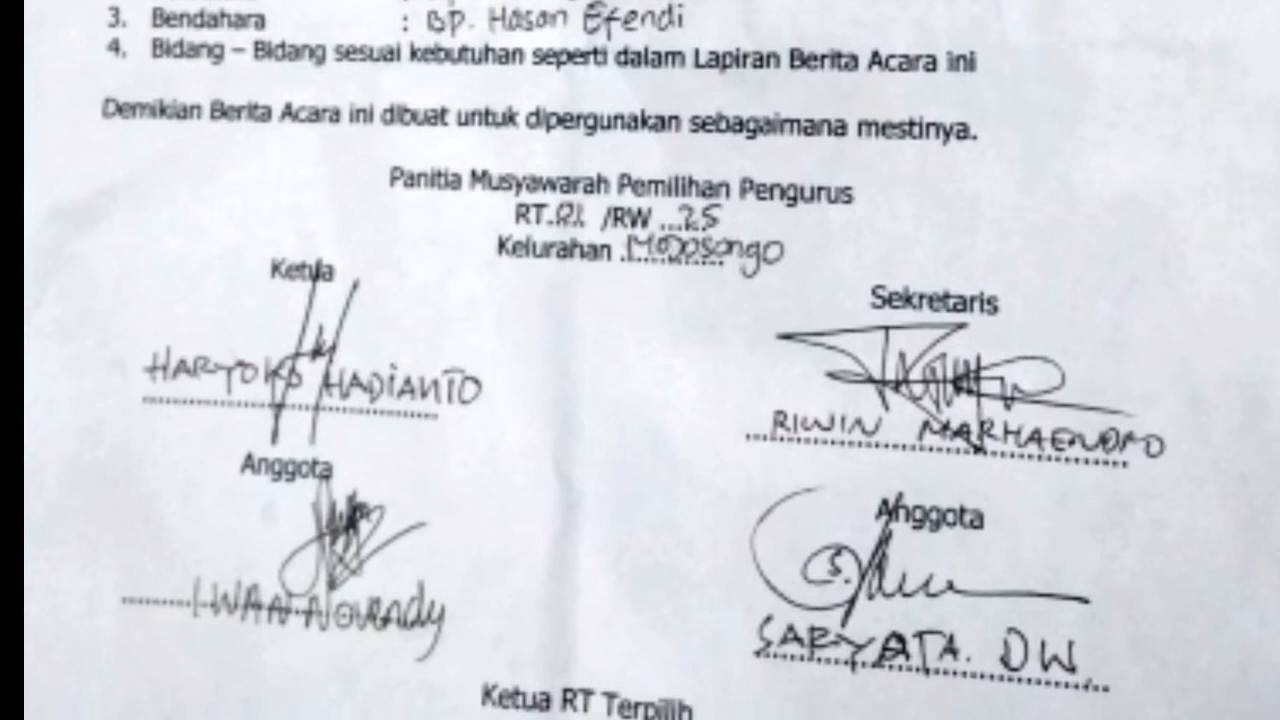 3. Bendahara : BP. Hasan Efendi
4. Bidang – Bidang sesuai kebutuhan seperti dalam Lapiran Berita Acara ini
Demikian Berita Acara ini dibuat untuk dipergunakan sebagaimana mestinya.
Panitia Musyawarah Pemilihan Pengurus
RT. /RW ...25
Kelurahan .Mojosongo
Ketua
Sekretaris
HARYOKO HADIANTO
RIWIN MARHAENDRO
Anggota
Anggota
IWAN NOVANDY
SARYATA. DW.
Ketua RT Terpilih